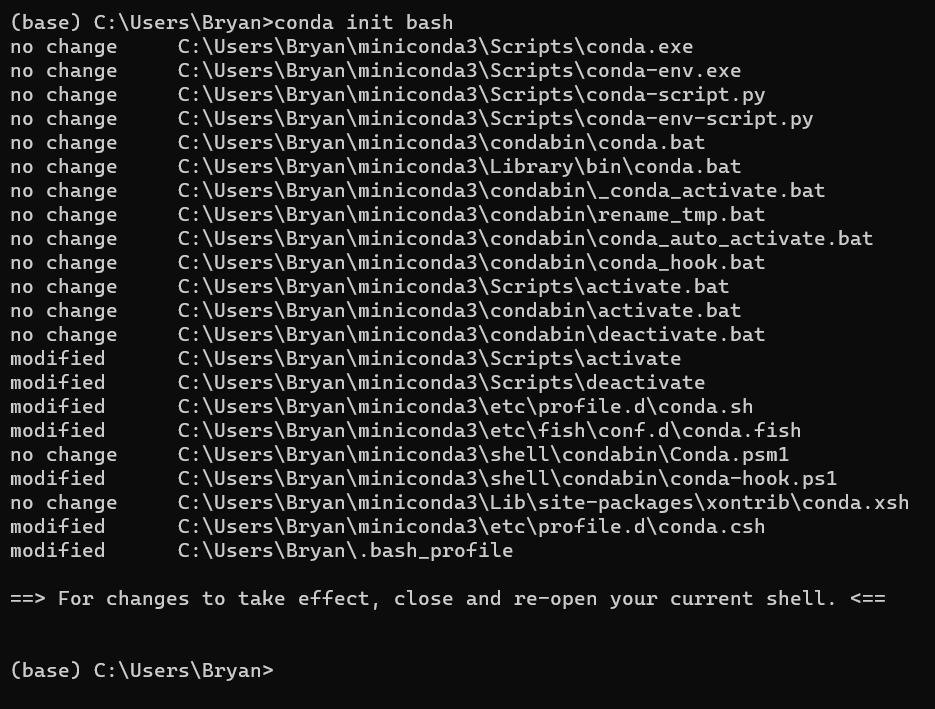 (base) C:\Users\Bryan>conda init bash
no change     C:\Users\Bryan\miniconda3\Scripts\conda.exe
no change     C:\Users\Bryan\miniconda3\Scripts\conda-env.exe
no change     C:\Users\Bryan\miniconda3\Scripts\conda-script.py
no change     C:\Users\Bryan\miniconda3\Scripts\conda-env-script.py
no change     C:\Users\Bryan\miniconda3\condabin\conda.bat
no change     C:\Users\Bryan\miniconda3\Library\bin\conda.bat
no change     C:\Users\Bryan\miniconda3\condabin\_conda_activate.bat
no change     C:\Users\Bryan\miniconda3\condabin\rename_tmp.bat
no change     C:\Users\Bryan\miniconda3\condabin\conda_auto_activate.bat
no change     C:\Users\Bryan\miniconda3\condabin\conda_hook.bat
no change     C:\Users\Bryan\miniconda3\Scripts\activate.bat
no change     C:\Users\Bryan\miniconda3\condabin\activate.bat
no change     C:\Users\Bryan\miniconda3\condabin\deactivate.bat
modified      C:\Users\Bryan\miniconda3\Scripts\activate
modified      C:\Users\Bryan\miniconda3\Scripts\deactivate
modified      C:\Users\Bryan\miniconda3\etc\profile.d\conda.sh
modified      C:\Users\Bryan\miniconda3\etc\fish\conf.d\conda.fish
no change     C:\Users\Bryan\miniconda3\shell\condabin\Conda.psm1
modified      C:\Users\Bryan\miniconda3\shell\condabin\conda-hook.ps1
no change     C:\Users\Bryan\miniconda3\Lib\site-packages\xontrib\conda.xsh
modified      C:\Users\Bryan\miniconda3\etc\profile.d\conda.csh
modified      C:\Users\Bryan\.bash_profile
==> For changes to take effect, close and re-open your current shell. <==
(base) C:\Users\Bryan>